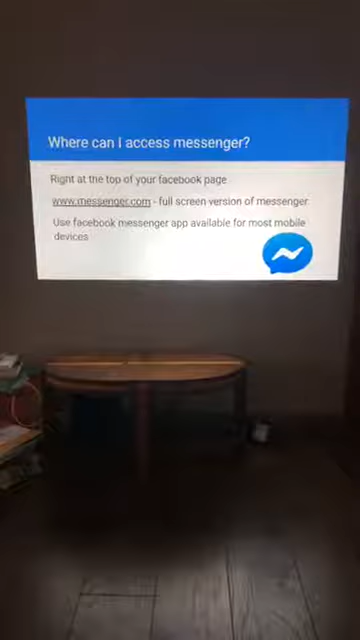 Where can I access messenger?
Right at the top of your facebook page
www.messenger.com - full screen version of messenger
Use facebook messenger app available for most mobile
devices